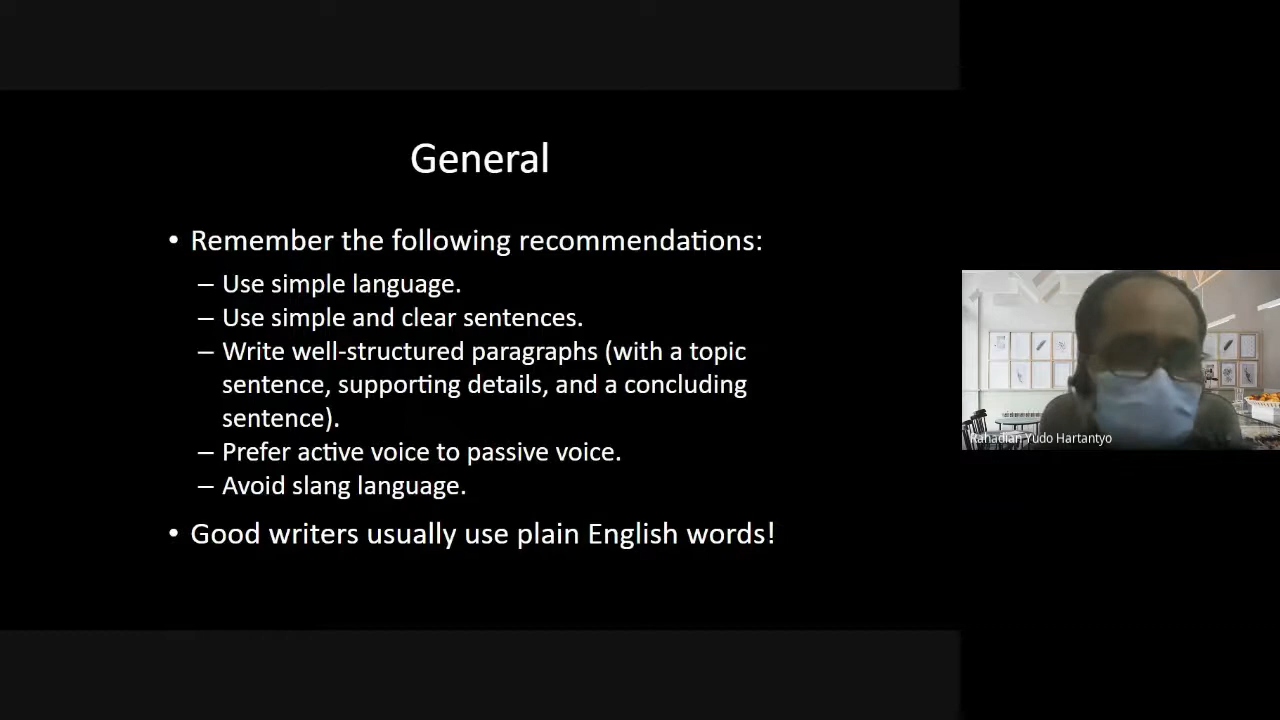 General
• Remember the following recommendations:
– Use simple language.
– Use simple and clear sentences.
– Write well-structured paragraphs (with a topic
sentence, supporting details, and a concluding
sentence).
– Prefer active voice to passive voice.
– Avoid slang language.
• Good writers usually use plain English words!
Rahadian Yudo Hartantyo